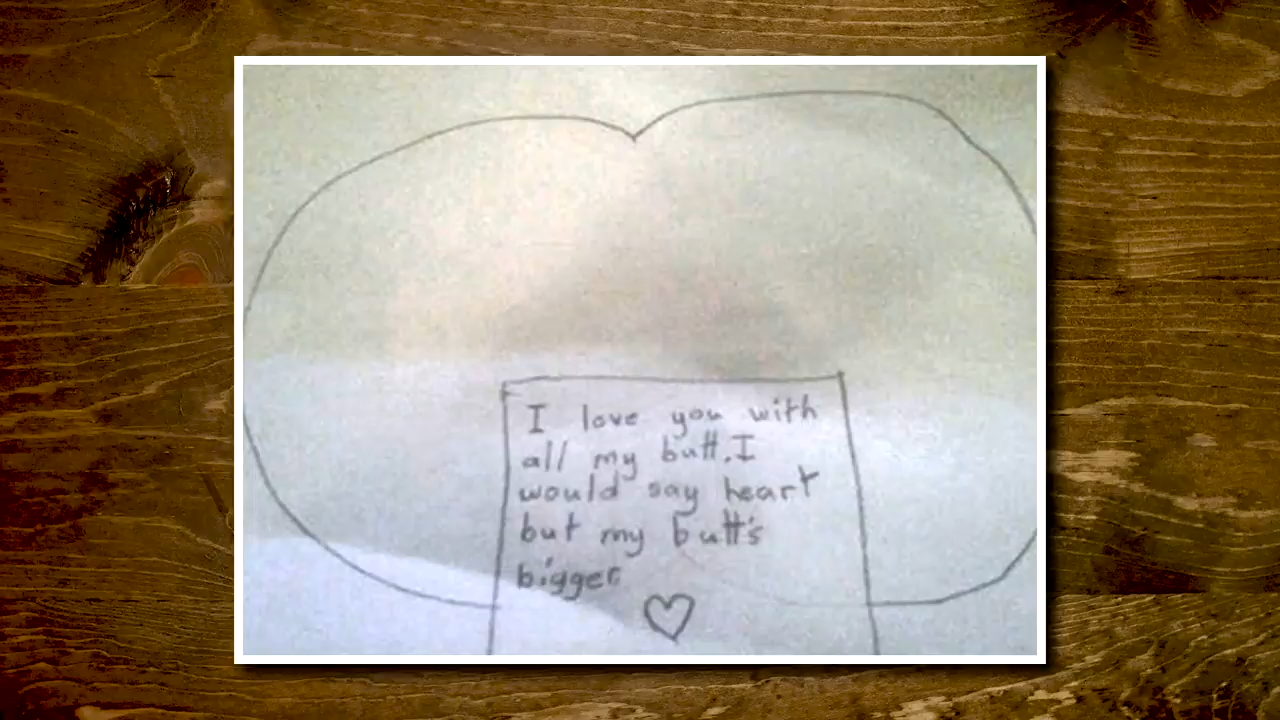 I love you with
all my butt. I
would say heart
but my butt's
bigger